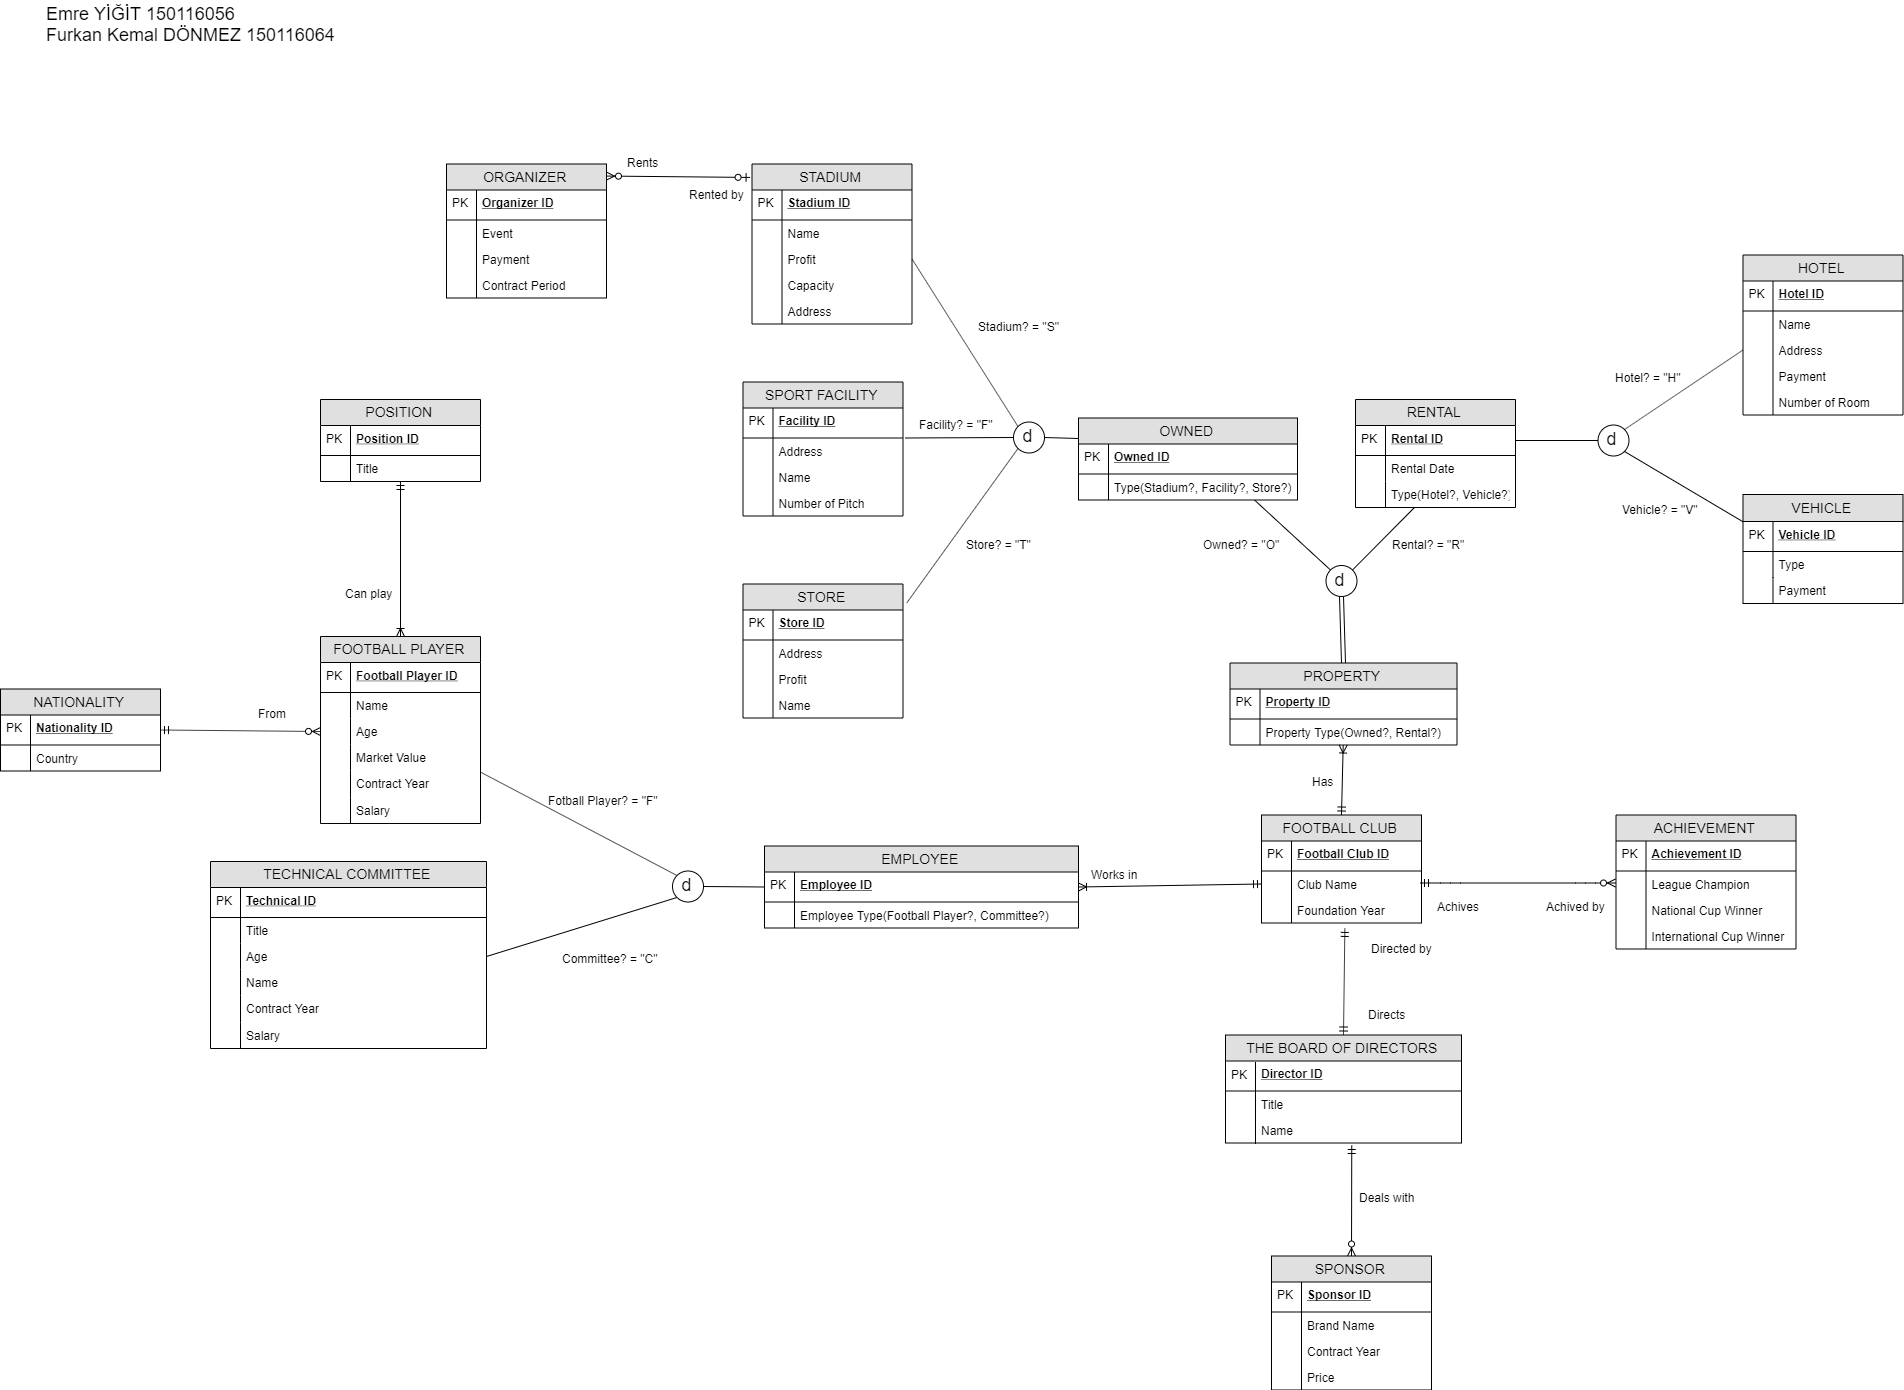 Emre YİĞİT 150116056
Furkan Kemal DÖNMEZ 150116064
ORGANIZER
PK Organizer ID
Event
Payment
Contract Period
Rents
Rented by
STADIUM
PK Stadium ID
Name
Profit
Capacity
Address
Stadium? = "S"
HOTEL
PK Hotel ID
Name
Address
Payment
Number of Room
Hotel? = "H"
POSITION
PK Position ID
Title
Can play
SPORT FACILITY
PK Facility ID
Address
Name
Number of Pitch
Facility? = "F"
d
OWNED
PK Owned ID
Type(Stadium?, Facility?, Store?)
RENTAL
PK Rental ID
Rental Date
Type(Hotel?, Vehicle?)
d
Vehicle? = "V"
VEHICLE
PK Vehicle ID
Type
Payment
Store? = "T"
Owned? = "O"
Rental? = "R"
d
STORE
PK Store ID
Address
Profit
Name
FOOTBALL PLAYER
PK Football Player ID
Name
Age
Market Value
Contract Year
Salary
NATIONALITY
PK Nationality ID
Country
From
PROPERTY
PK Property ID
Property Type(Owned?, Rental?)
Has
Fotball Player? = "F"
TECHNICAL COMMITTEE
PK Technical ID
Title
Age
Name
Contract Year
Salary
d
Committee? = "C"
EMPLOYEE
PK Employee ID
Employee Type(Football Player?, Committee?)
Works in
FOOTBALL CLUB
PK Football Club ID
Club Name
Foundation Year
Achives
Achived by
ACHIEVEMENT
PK Achievement ID
League Champion
National Cup Winner
International Cup Winner
Directed by
Directs
THE BOARD OF DIRECTORS
PK Director ID
Title
Name
Deals with
SPONSOR
PK Sponsor ID
Brand Name
Contract Year
Price